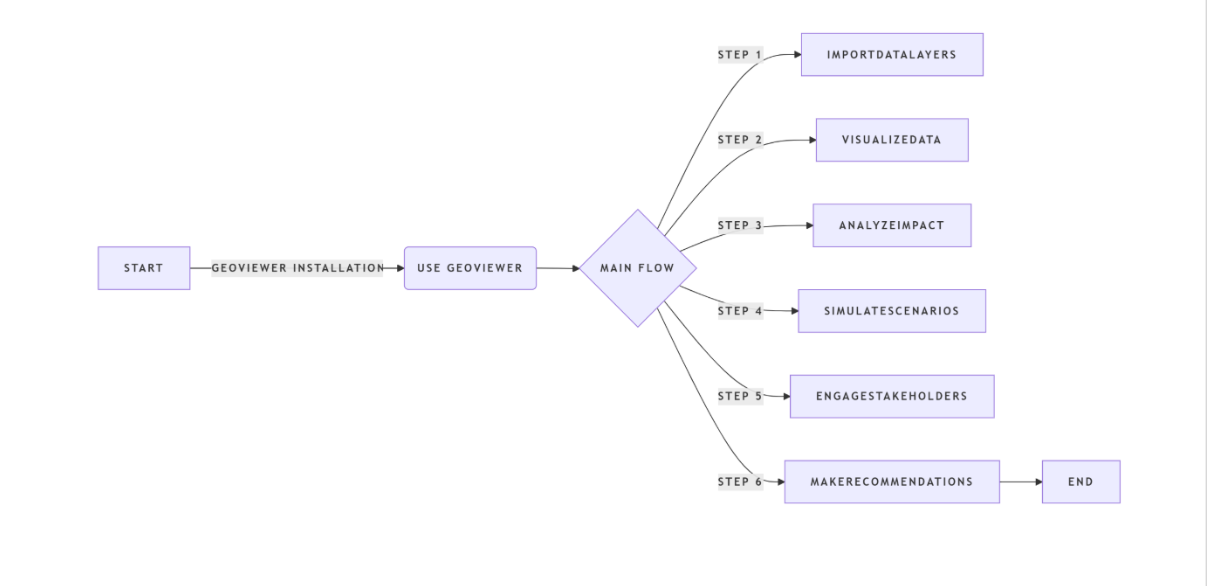 START
GEOVIEWER INSTALLATION
USE GEOVIEWER
MAIN FLOW
STEP 1
IMPORTDATALAYERS
STEP 2
VISUALIZEDATA
STEP 3
ANALYZEIMPACT
STEP 4
SIMULATESCENARIOS
STEP 5
ENGAGESTAKEHOLDERS
STEP 6
MAKERECOMMENDATIONS
END